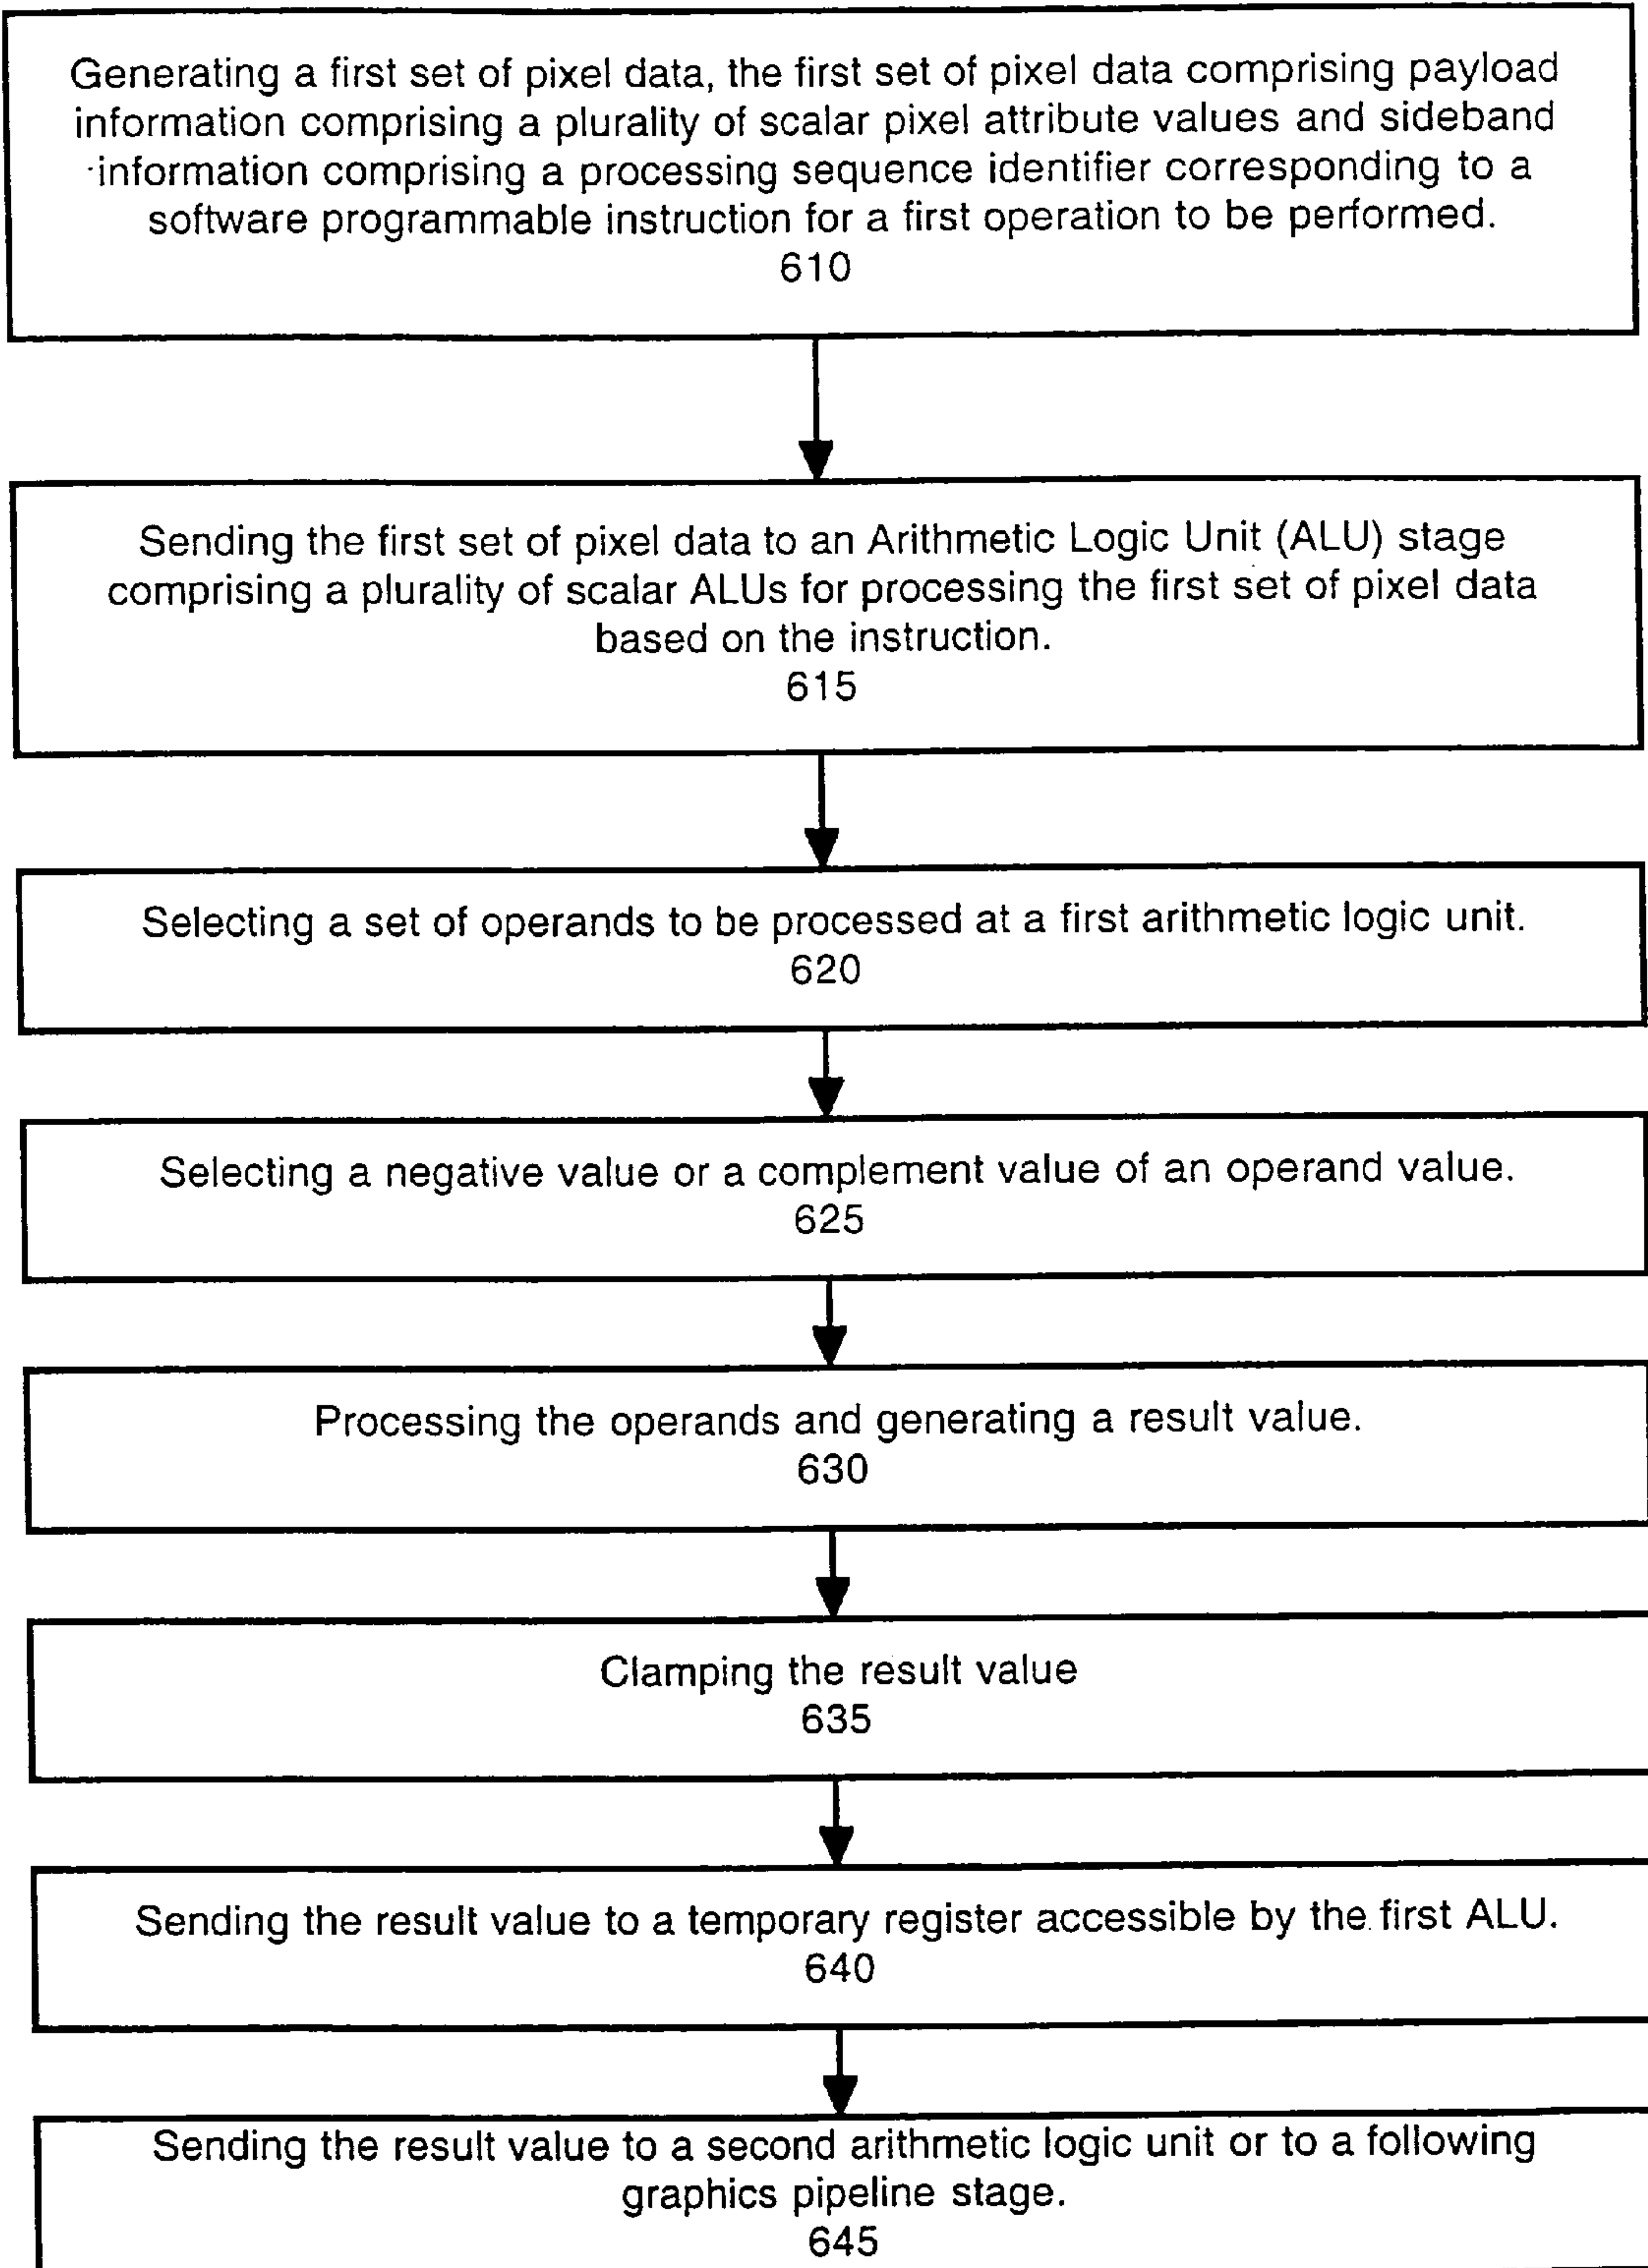 Generating a first set of pixel data, the first set of pixel data comprising payload
information comprising a plurality of scalar pixel attribute values and sideband
information comprising a processing sequence identifier corresponding to a
software programmable instruction for a first operation to be performed.
610
Sending the first set of pixel data to an Arithmetic Logic Unit (ALU) stage
comprising a plurality of scalar ALUs for processing the first set of pixel data
based on the instruction.
615
Selecting a set of operands to be processed at a first arithmetic logic unit.
620
Selecting a negative value or a complement value of an operand value.
625
Processing the operands and generating a result value.
630
Clamping the result value
635
Sending the result value to a temporary register accessible by the first ALU.
640
Sending the result value to a second arithmetic logic unit or to a following
graphics pipeline stage.
645